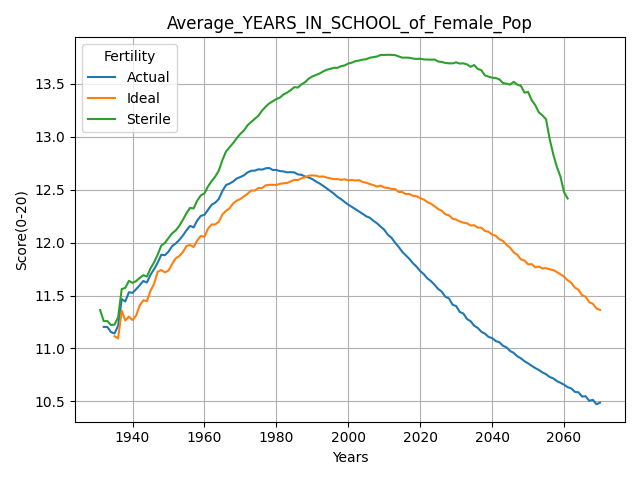 Average_YEARS_IN_SCHOOL_of_Female_Pop
Fertility
Actual
Ideal
Sterile
Score(0-20)
13.5
13.0
12.5
12.0
11.5
11.0
10.5
1940 1960 1980 2000 2020 2040 2060
Years